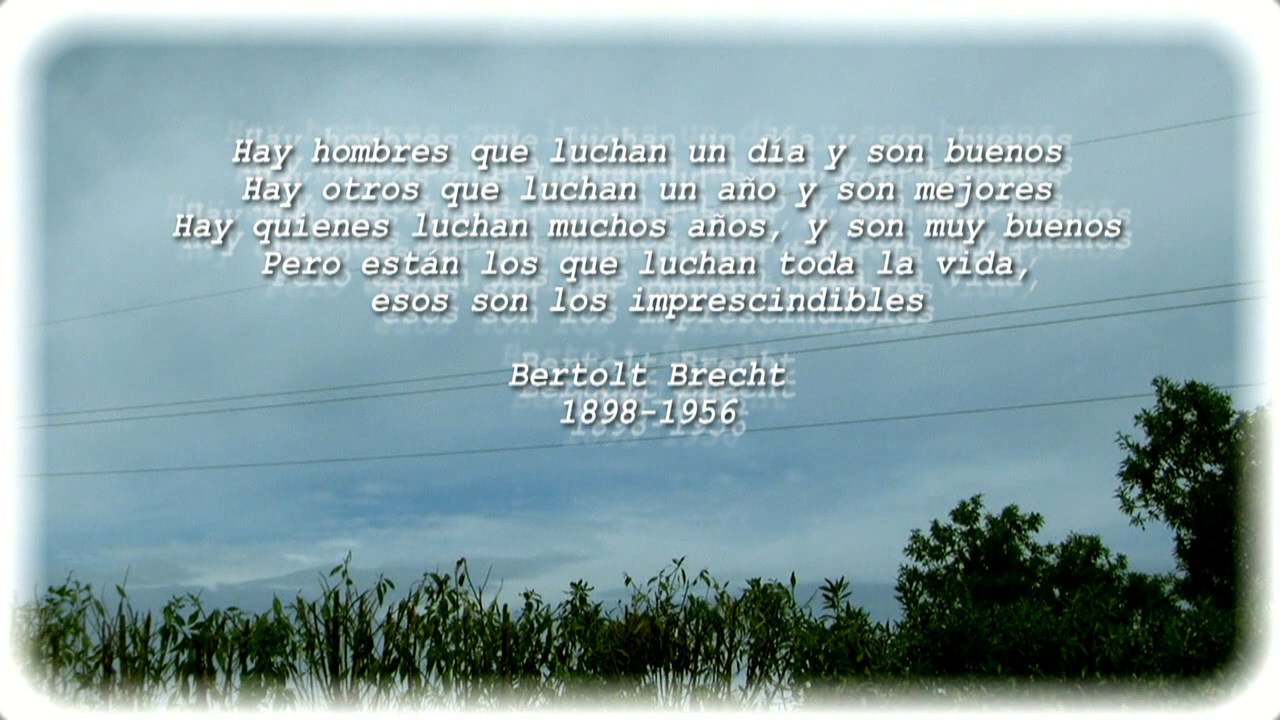 Hay hombres que luchan un día y son buenos
Hay otros que luchan un año y son mejores
Hay quienes luchan muchos años, y son muy buenos
Pero están los que luchan toda la vida,
esos son los imprescindibles
Bertolt Brecht
1898-1956